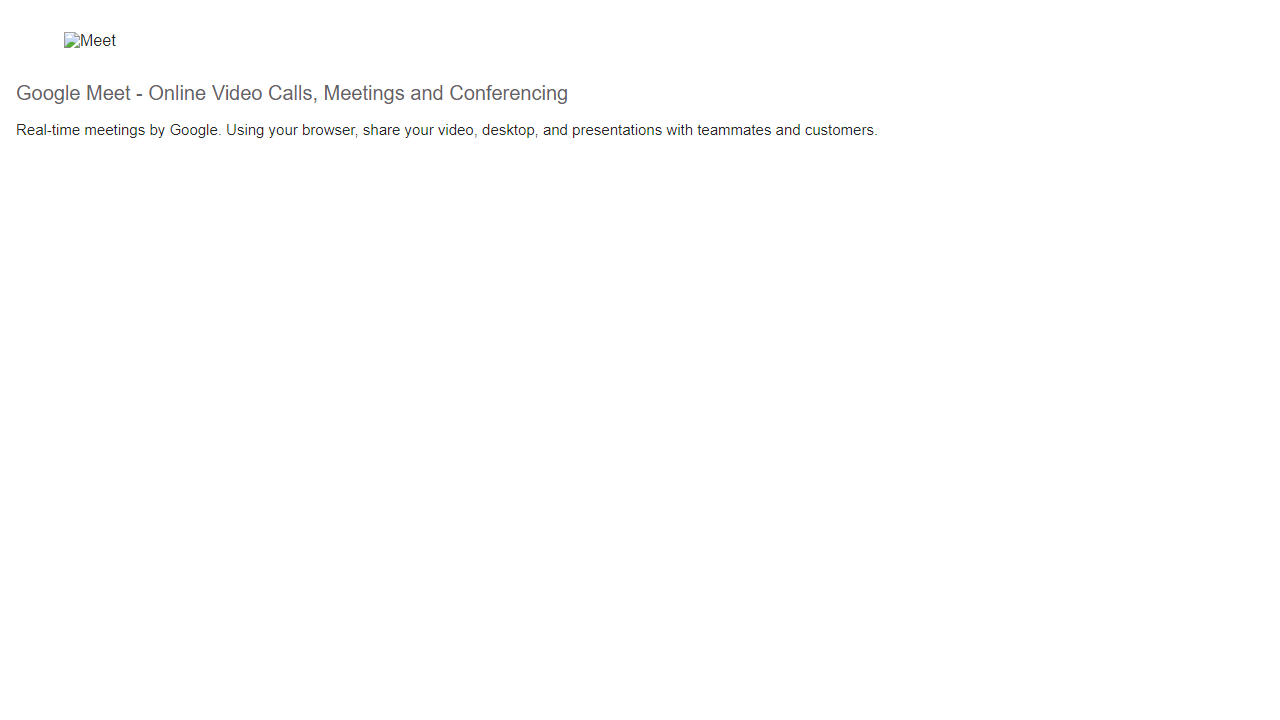 Meet
Google Meet - Online Video Calls, Meetings and Conferencing
Real-time meetings by Google. Using your browser, share your video, desktop, and presentations with teammates and customers.